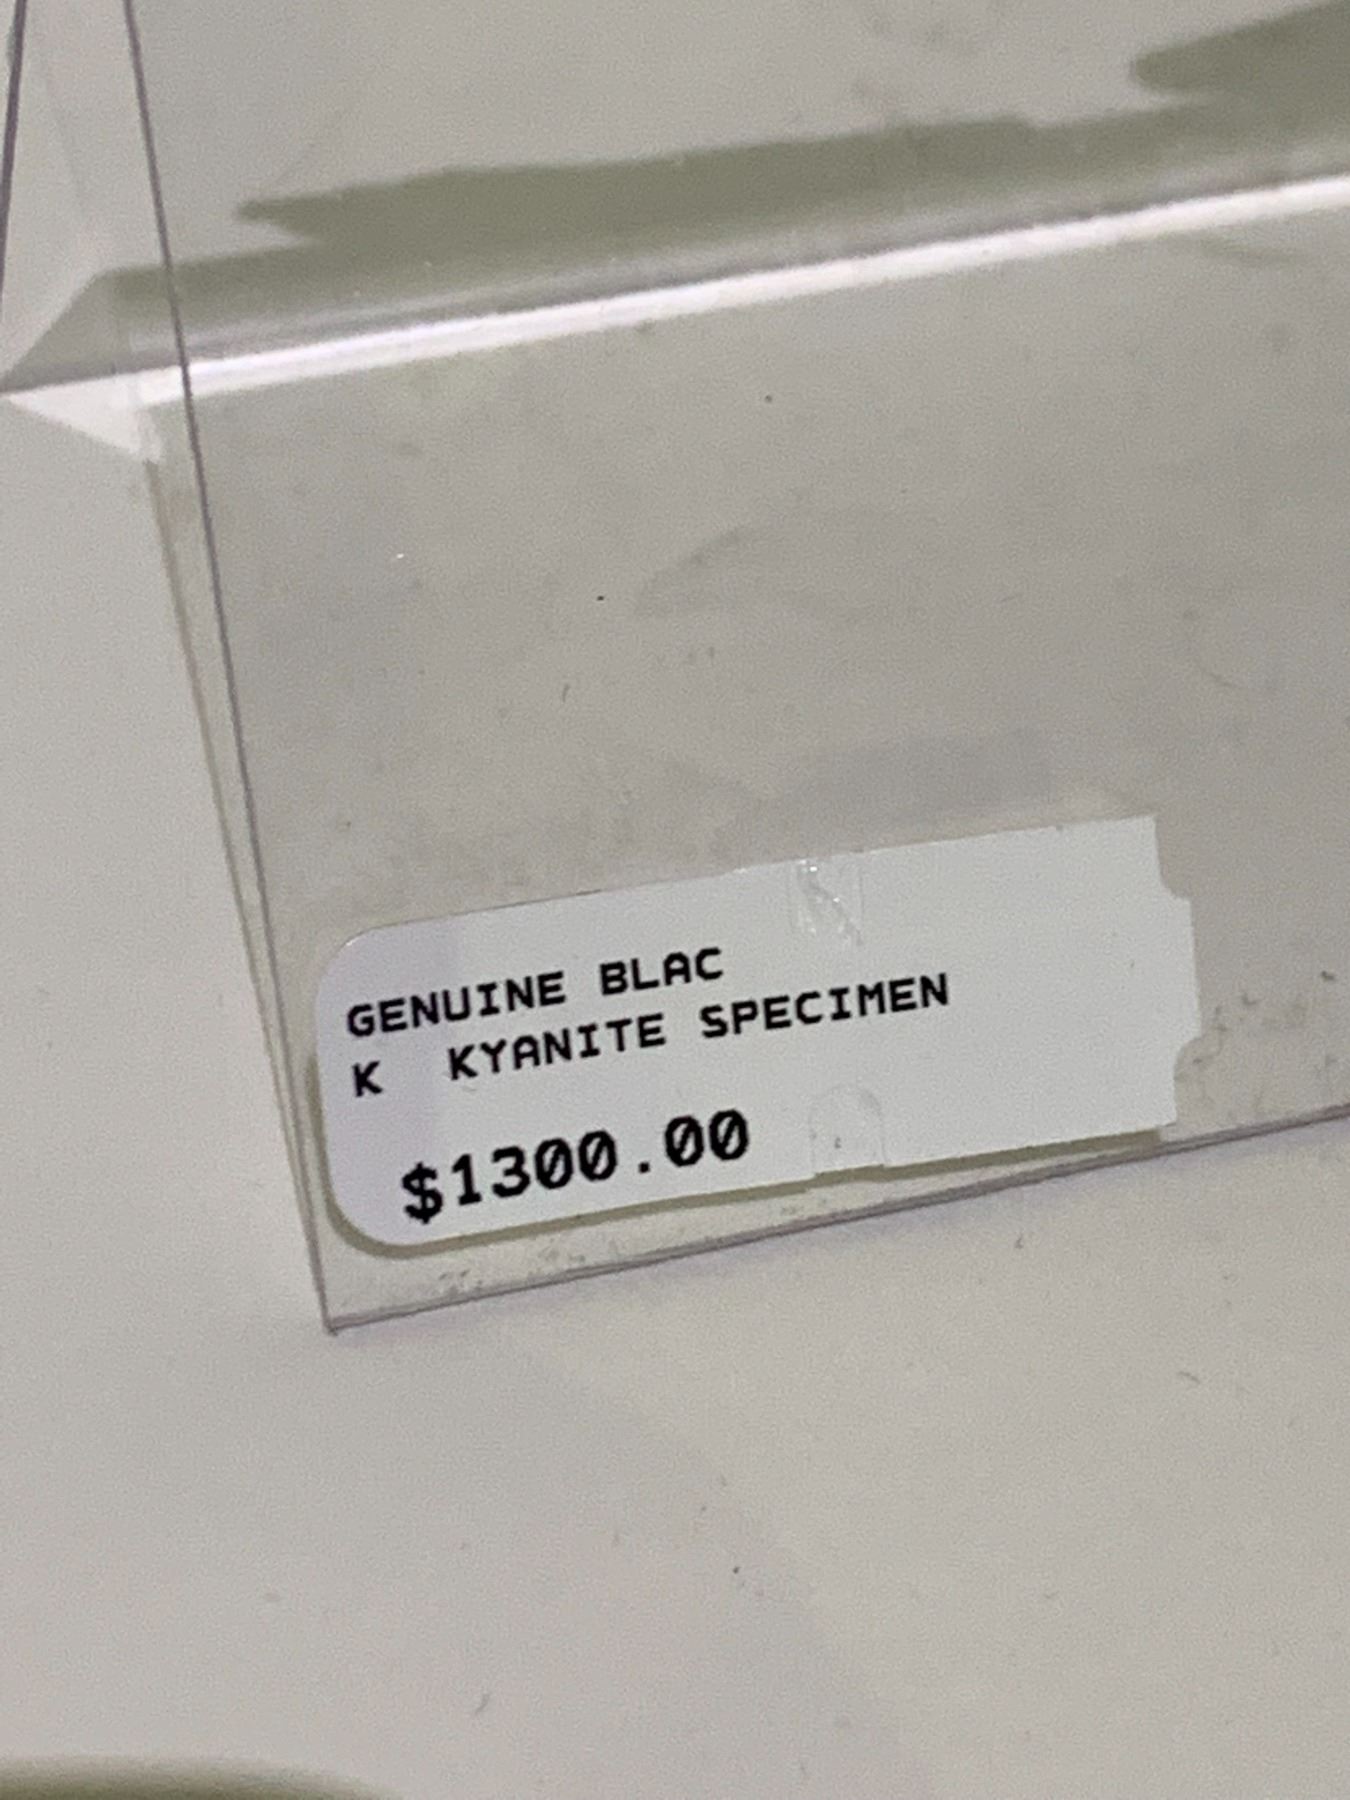 GENUINE BLAC
K  KYANITE SPECIMEN
$1300.00